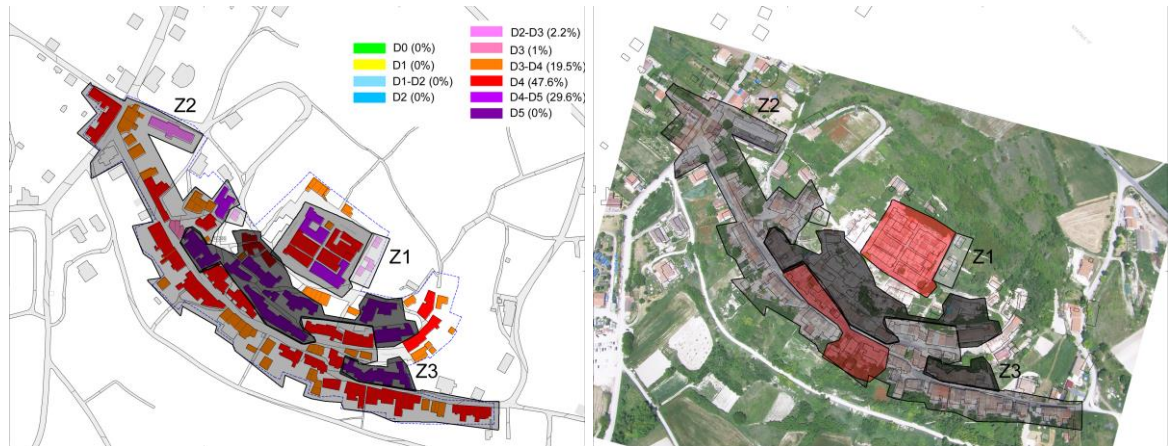 D0 (0%)
D1 (0%)
D1-D2 (0%)
D2 (0%)
D2-D3 (2.2%)
D3 (1%)
D3-D4 (19.5%)
D4 (47.6%)
D4-D5 (29.6%)
D5 (0%)
Z2
Z1
Z3
Z2
Z1
Z3